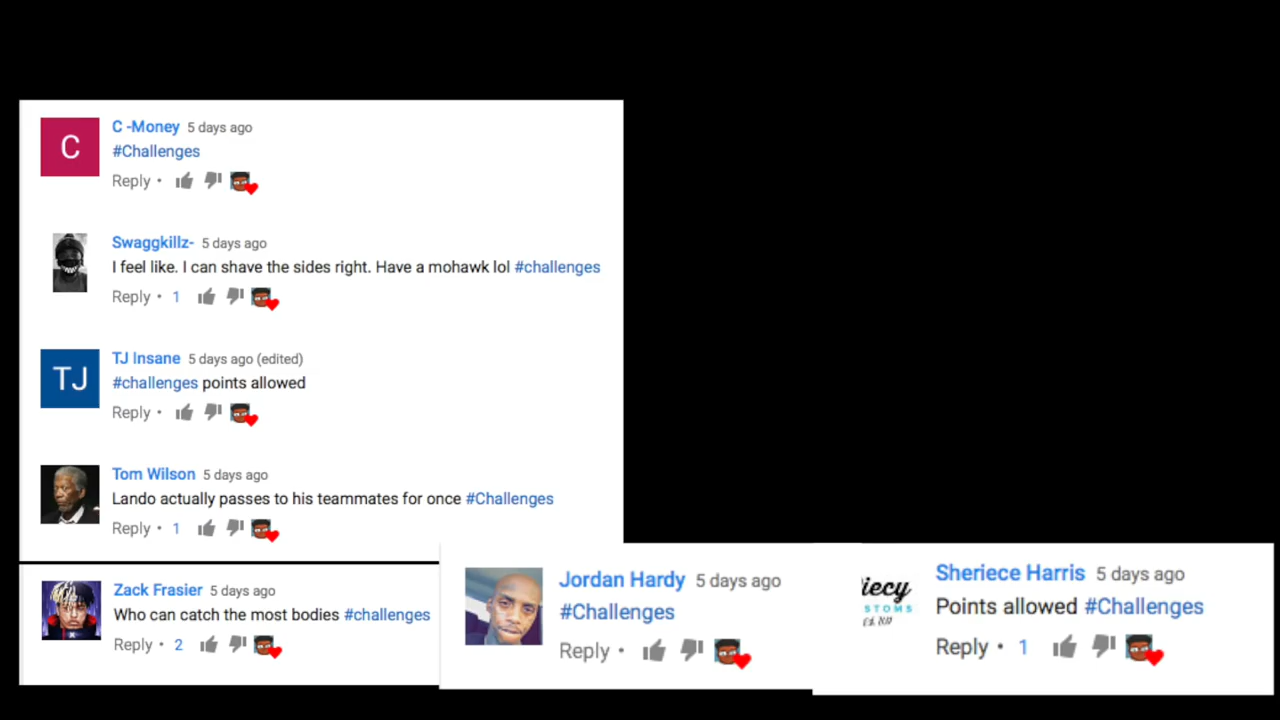 C
C -Money 5 days ago
#Challenges
Reply •
Swaggkillz- 5 days ago
I feel like. I can shave the sides right. Have a mohawk lol #challenges
Reply • 1
TJ
TJ Insane 5 days ago (edited)
#challenges points allowed
Reply •
Tom Wilson 5 days ago
Lando actually passes to his teammates for once #Challenges
Reply • 1
Zack Frasier 5 days ago
Who can catch the most bodies #challenges
Reply • 2
Jordan Hardy 5 days ago
#Challenges
Reply •
iecy
STOMS
Sheriece Harris 5 days ago
Points allowed #Challenges
Reply • 1